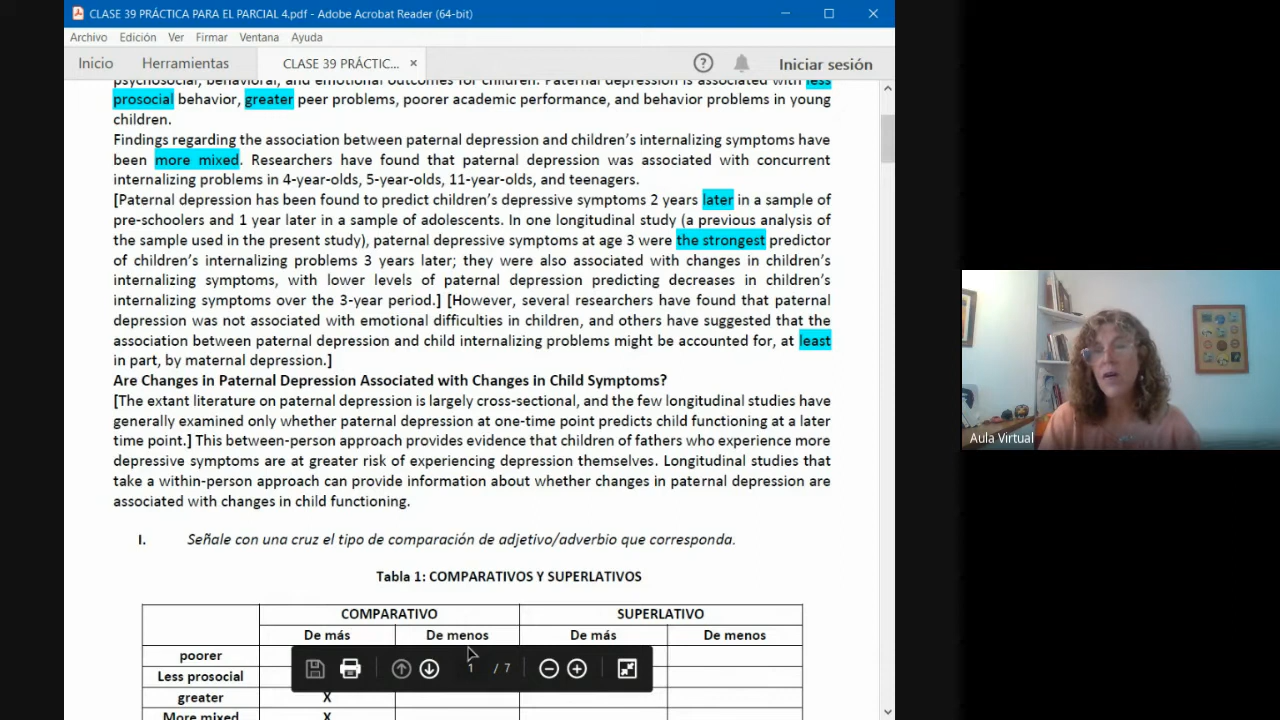 CLASE 39 PRÁCTICA PARA EL PARCIAL 4.pdf - Adobe Acrobat Reader (64-bit)
Archivo Edición Ver Firmar Ventana Ayuda
Inicio Herramientas CLASE 39 PRÁCTIC... × Iniciar sesión
psychosocial, behavioral, and emotional outcomes for children. Paternal depression is associated with less
prosocial behavior, greater peer problems, poorer academic performance, and behavior problems in young
children.
Findings regarding the association between paternal depression and children's internalizing symptoms have
been more mixed. Researchers have found that paternal depression was associated with concurrent
internalizing problems in 4-year-olds, 5-year-olds, 11-year-olds, and teenagers.
[Paternal depression has been found to predict children's depressive symptoms 2 years later in a sample of
pre-schoolers and 1 year later in a sample of adolescents. In one longitudinal study (a previous analysis of
the sample used in the present study), paternal depressive symptoms at age 3 were the strongest predictor
of children's internalizing problems 3 years later; they were also associated with changes in children's
internalizing symptoms, with lower levels of paternal depression predicting decreases in children's
internalizing symptoms over the 3-year period.] [However, several researchers have found that paternal
depression was not associated with emotional difficulties in children, and others have suggested that the
association between paternal depression and child internalizing problems might be accounted for, at least
in part, by maternal depression.]
Are Changes in Paternal Depression Associated with Changes in Child Symptoms?
[The extant literature on paternal depression is largely cross-sectional, and the few longitudinal studies have
generally examined only whether paternal depression at one-time point predicts child functioning at a later
time point.] This between-person approach provides evidence that children of fathers who experience more
depressive symptoms are at greater risk of experiencing depression themselves. Longitudinal studies that
take a within-person approach can provide information about whether changes in paternal depression are
associated with changes in child functioning.
I. Señale con una cruz el tipo de comparación de adjetivo/adverbio que corresponda.
Tabla 1: COMPARATIVOS Y SUPERLATIVOS
COMPARATIVO SUPERLATIVO
De más De menos De más De menos
poorer
Less prosocial
greater X
More mixed X
1 / 7
Aula Virtual